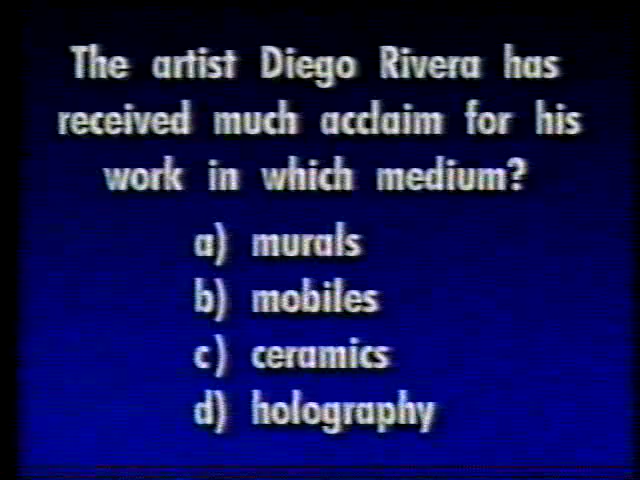 The artist Diego Rivera has
received much acclaim for his
work in which medium?
a) murals
b) mobiles
c) ceramics
d) holography